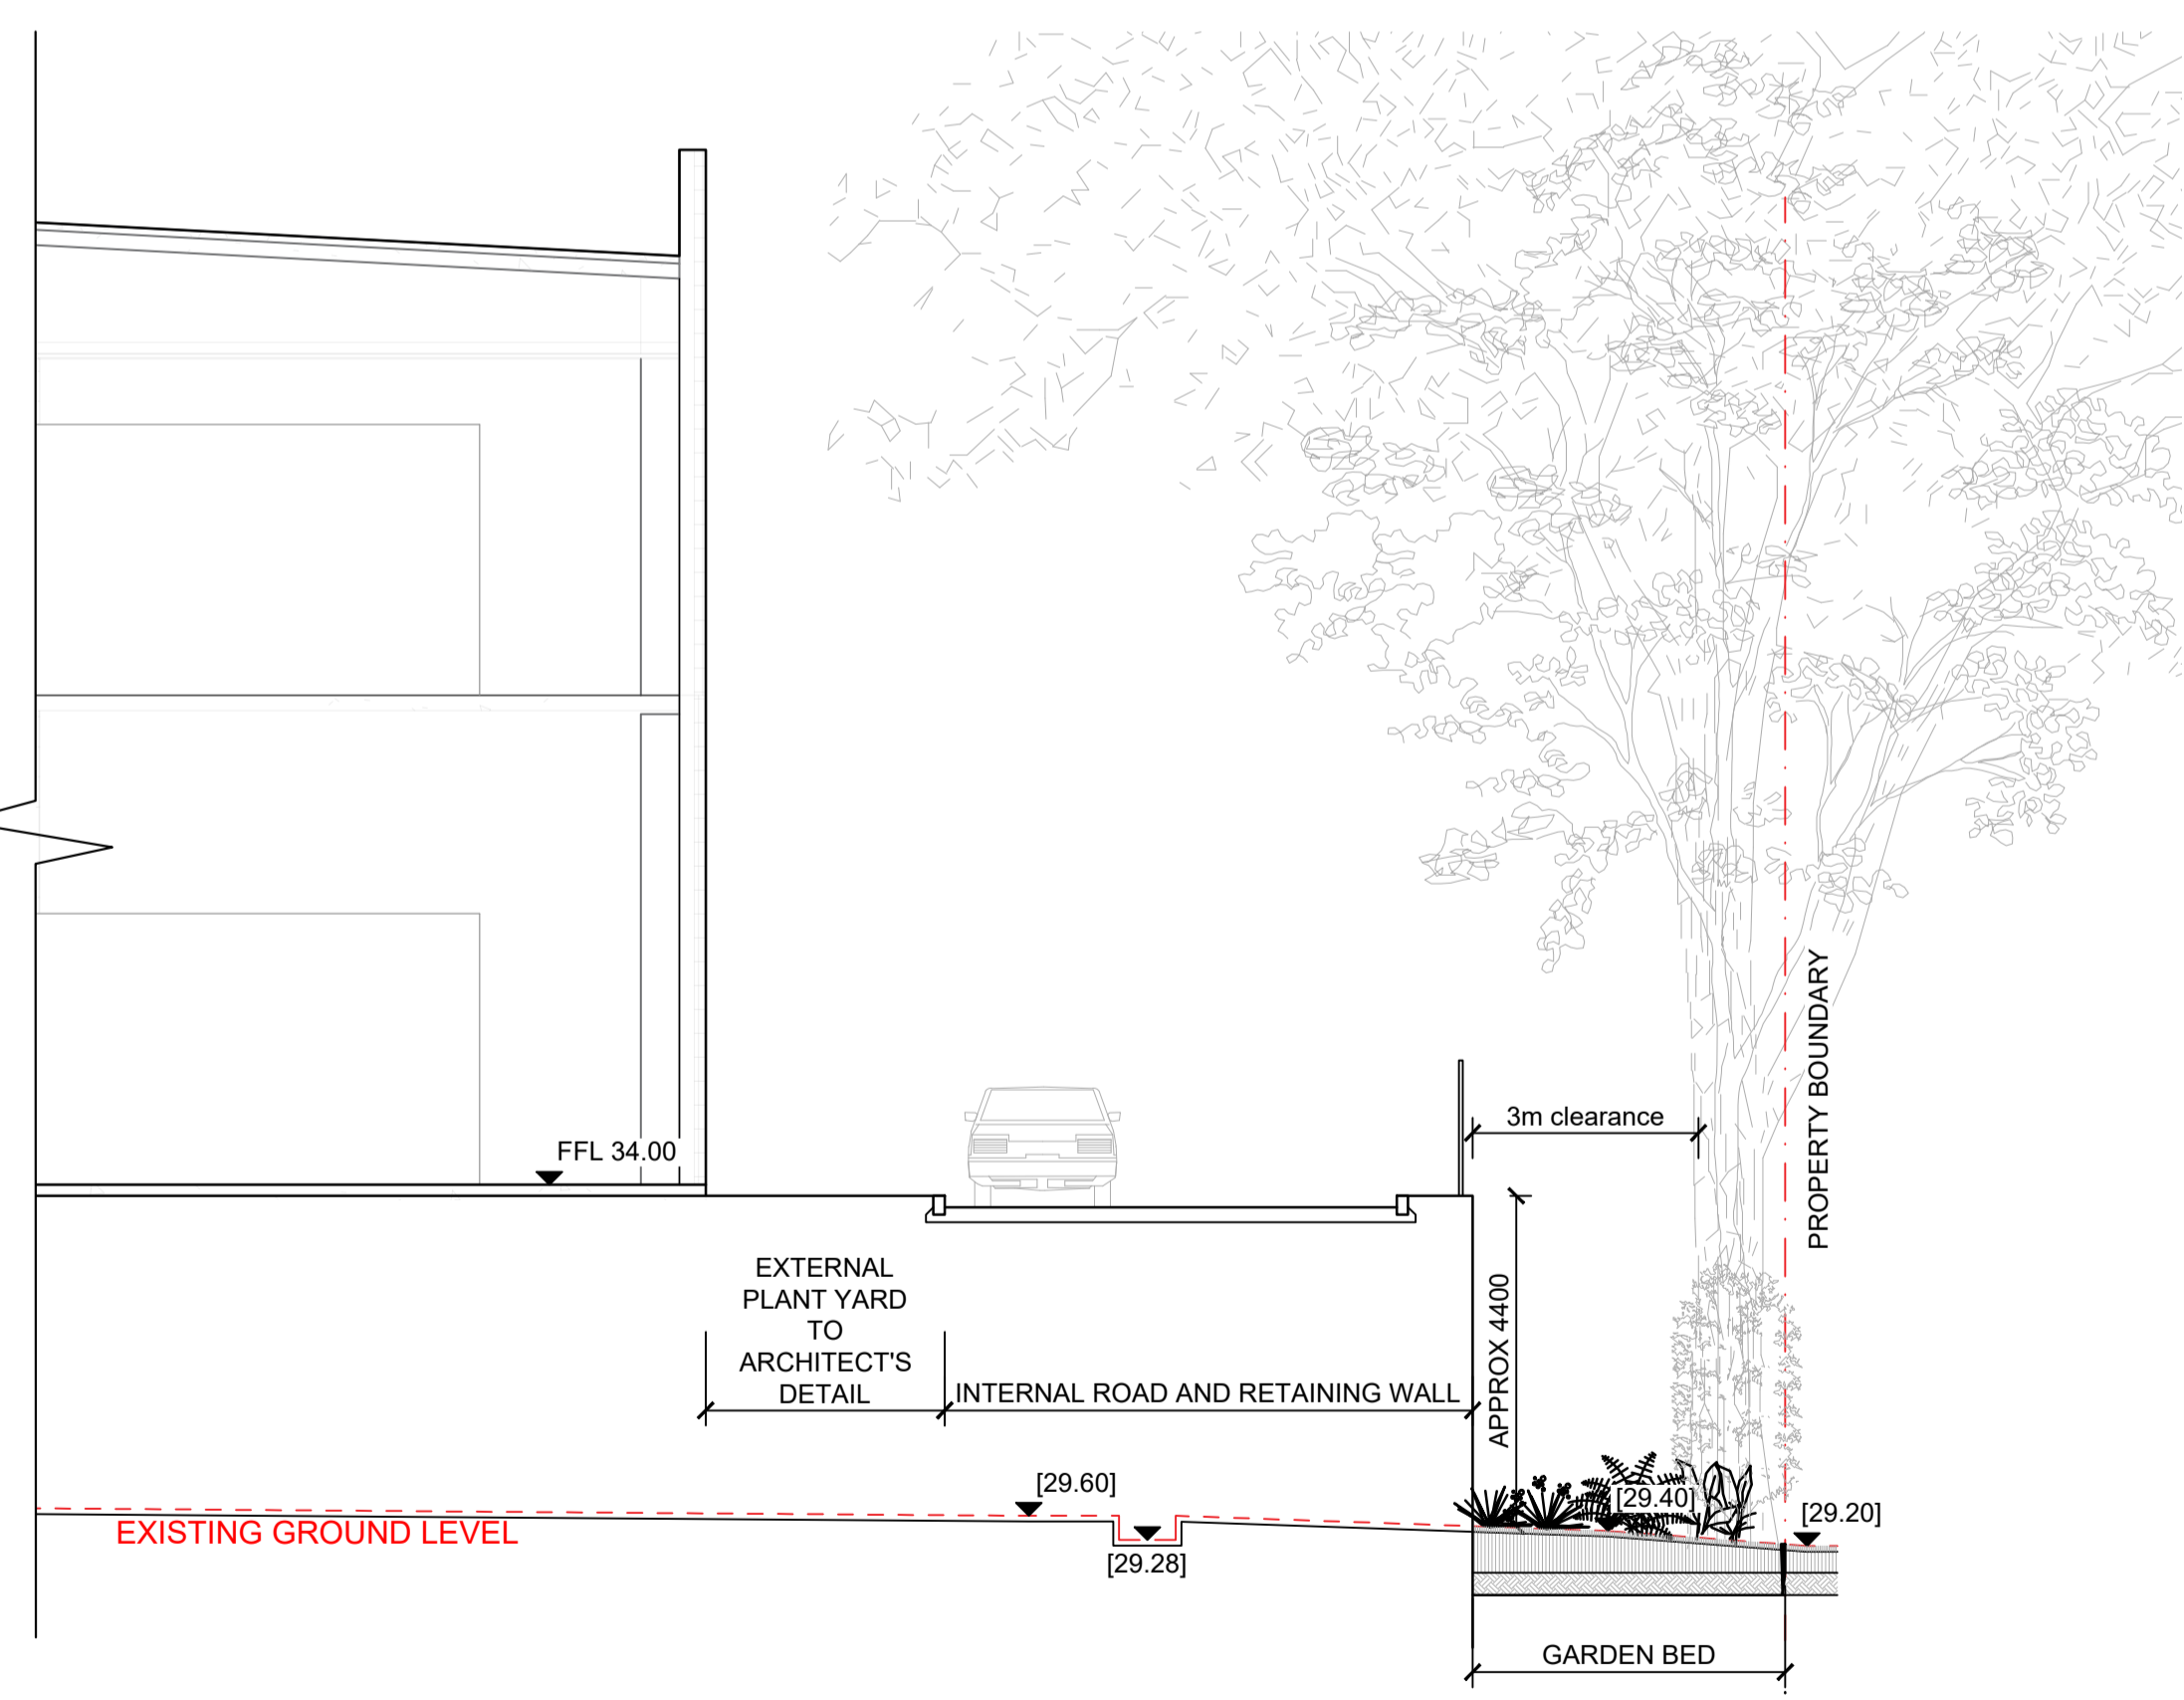 PROPERTY BOUNDARY
3m clearance
FFL 34.00
EXTERNAL
PLANT YARD
TO
ARCHITECT'S
DETAIL
INTERNAL ROAD AND RETAINING WALL
APPROX 4400
[29.60]
[29.40]
[29.20]
EXISTING GROUND LEVEL
[29.28]
GARDEN BED